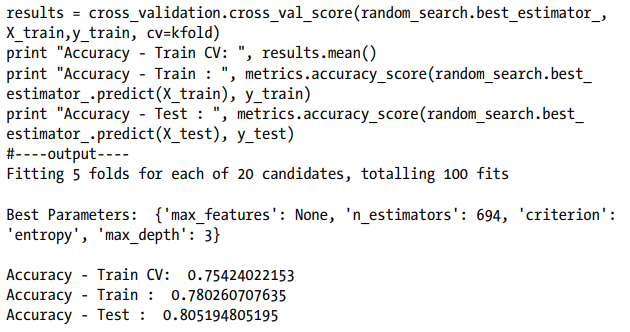 results = cross_validation.cross_val_score(random_search.best_estimator_,
X_train,y_train, cv=kfold)
print "Accuracy - Train CV: ", results.mean()
print "Accuracy - Train : ", metrics.accuracy_score(random_search.best_
estimator_.predict(X_train), y_train)
print "Accuracy - Test : ", metrics.accuracy_score(random_search.best_
estimator_.predict(X_test), y_test)
#----output----
Fitting 5 folds for each of 20 candidates, totalling 100 fits
Best Parameters:  {'max_features': None, 'n_estimators': 694, 'criterion':
'entropy', 'max_depth': 3}
Accuracy - Train CV:  0.75424022153
Accuracy - Train :  0.780260707635
Accuracy - Test :  0.805194805195